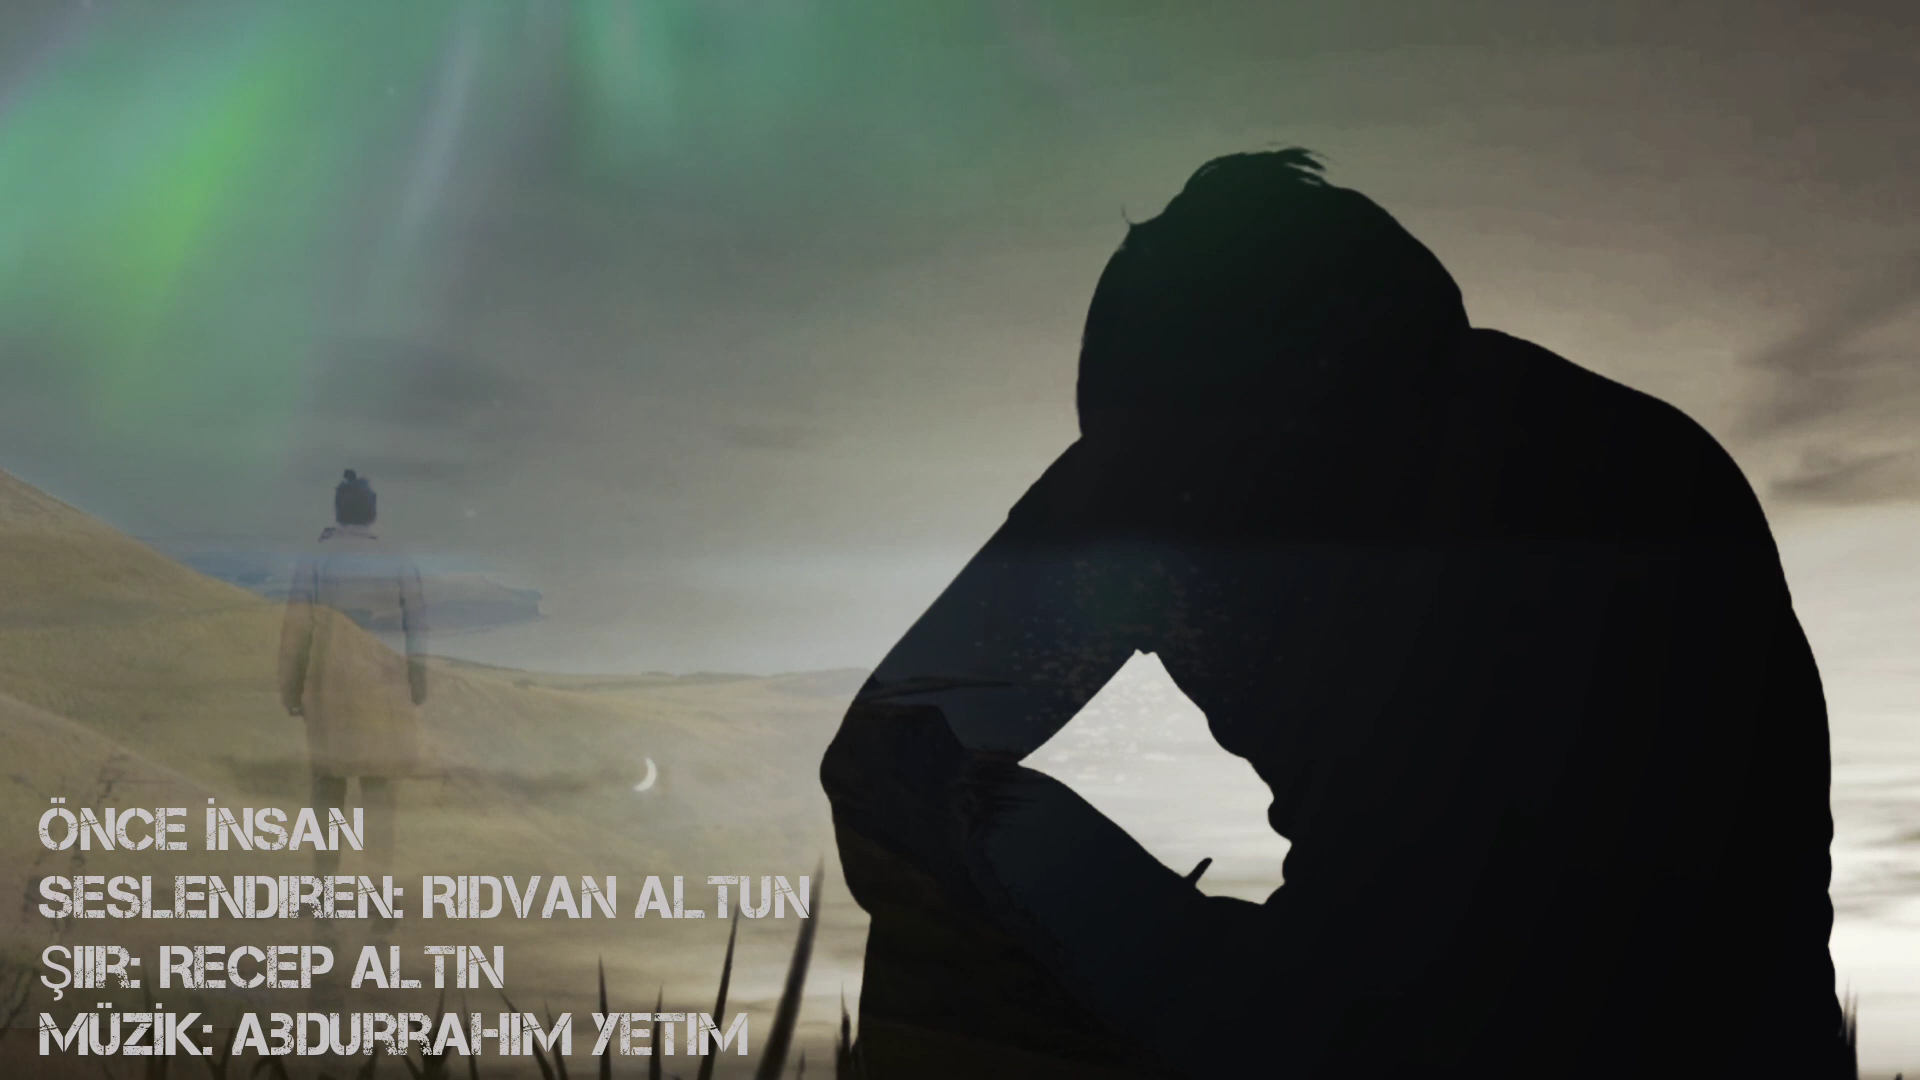 ÖNCE İNSAN
SESLENDIREN: RIDVAN ALTUN
ŞIIR: RECEP ALTIN
MÜZİK: ABDURRAHIM YETIM